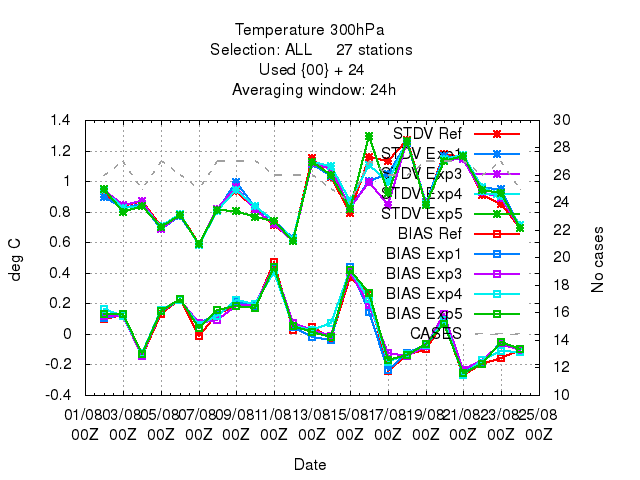 Temperature 300hPa
Selection: ALL 27 stations
Used {00} + 24
Averaging window: 24h
1.4
1.2
1
0.8
0.6
0.4
0.2
0
-0.2
-0.4
deg C
30
28
26
24
22
20
18
16
14
12
10
No cases
STDV Ref
STDV Exp1
STDV Exp3
STDV Exp4
STDV Exp5
BIAS Ref
BIAS Exp1
BIAS Exp3
BIAS Exp4
BIAS Exp5
CASES
01/08 03/08 05/08 07/08 09/08 11/08 13/08 15/08 17/08 19/08 21/08 23/08 25/08
00Z 00Z 00Z 00Z 00Z 00Z 00Z 00Z 00Z 00Z 00Z 00Z 00Z
Date